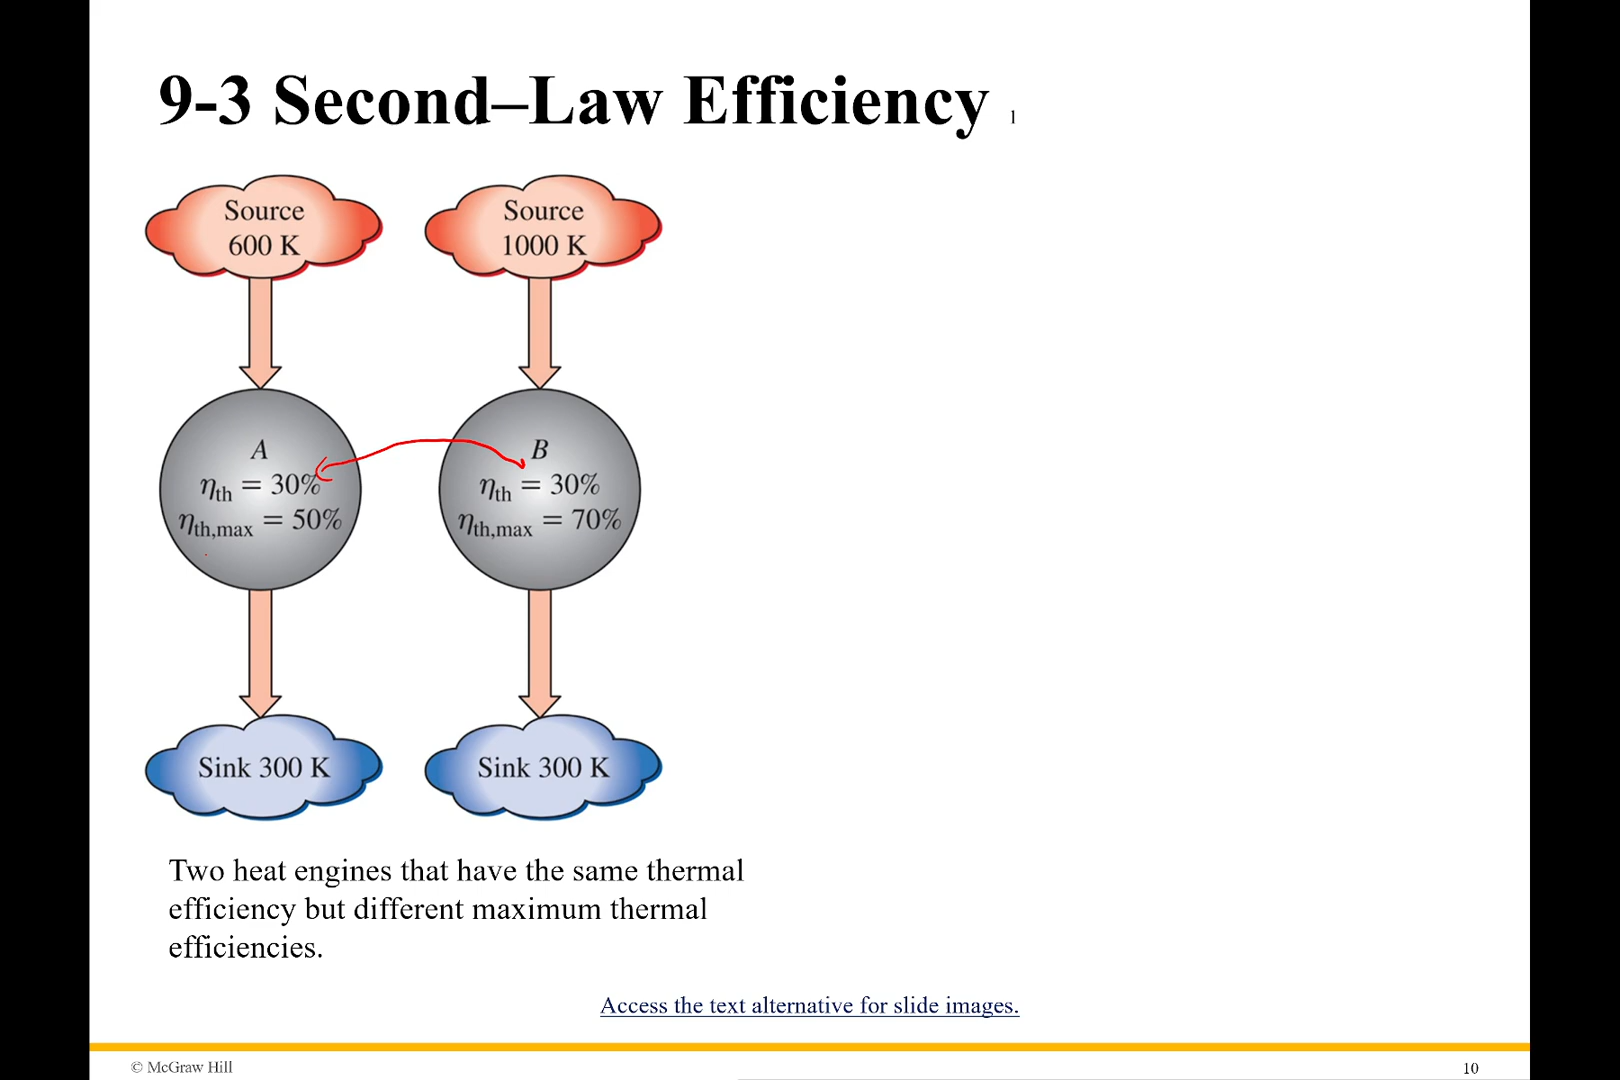 9-3 Second–Law Efficiency 1
Source
600 K
Source
1000 K
A
ηth = 30%
ηth,max = 50%
B
ηth = 30%
ηth,max = 70%
Sink 300 K
Sink 300 K
Two heat engines that have the same thermal
efficiency but different maximum thermal
efficiencies.
Access the text alternative for slide images.
© McGraw Hill
10